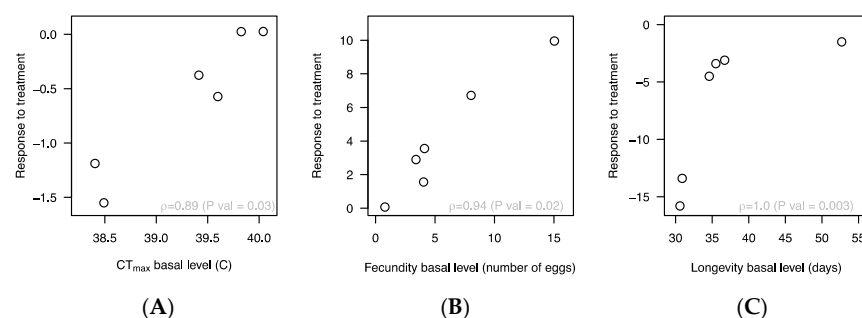 Response to treatment
0.0
−0.5
−1.0
−1.5
ρ=0.89 (P val = 0.03)
38.5 39.0 39.5 40.0
CTmax basal level (C)
(A)
Response to treatment
10
8
6
4
2
0
ρ=0.94 (P val = 0.02)
0 5 10 15
Fecundity basal level (number of eggs)
(B)
Response to treatment
0
−5
−10
−15
ρ=1.0 (P val = 0.003)
30 35 40 45 50 55
Longevity basal level (days)
(C)